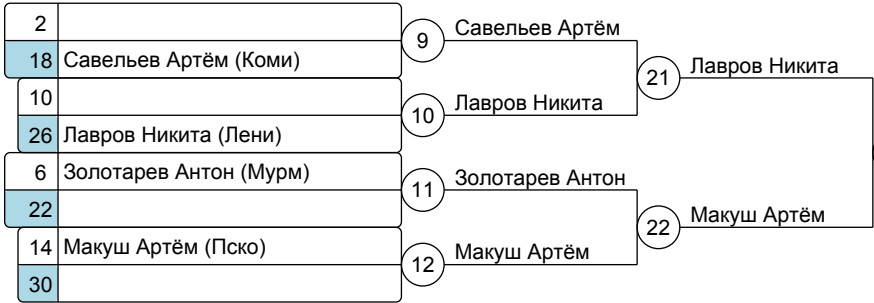 2
18 Савельев Артём (Коми)
10
26 Лавров Никита (Лени)
6 Золотарев Антон (Мурм)
22
14 Макуш Артём (Пско)
30
9 Савельев Артём
10 Лавров Никита
11 Золотарев Антон
12 Макуш Артём
21 Лавров Никита
22 Макуш Артём